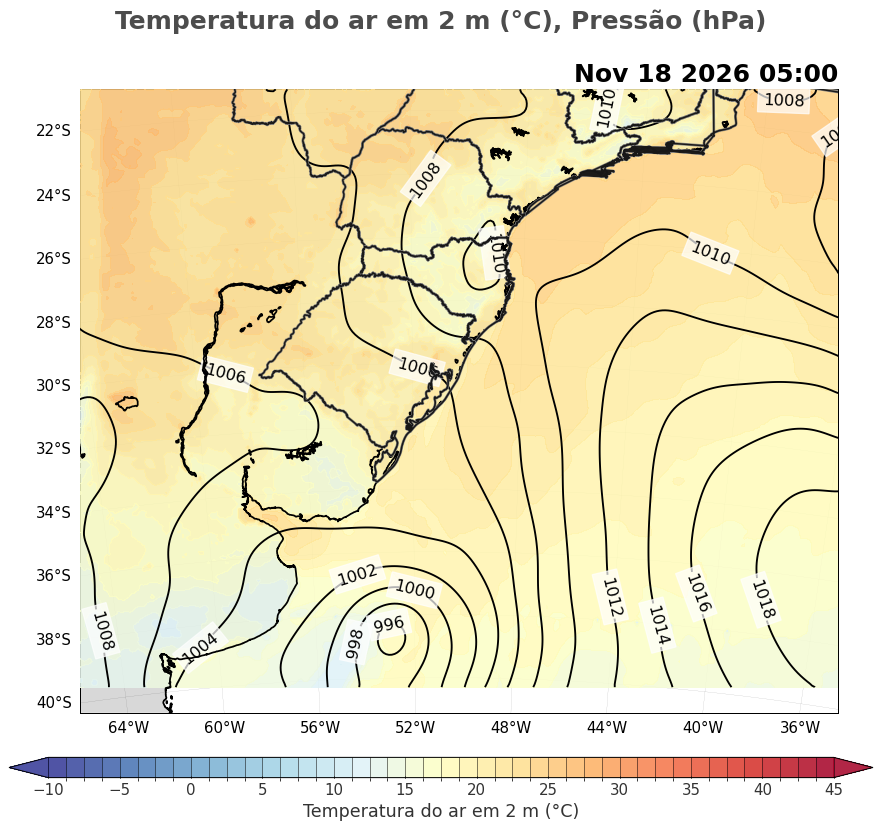 Temperatura do ar em 2 m (°C), Pressão (hPa)
Nov 18 2026 05:00
22°S
24°S
26°S
28°S
30°S
32°S
34°S
36°S
38°S
40°S
1010
1008
1008
1010
1010
1006
1002
1000
996
998
1004
1008
1012
1014
1016
1018
64°W
60°W
56°W
52°W
48°W
44°W
40°W
36°W
−10
−5
0
5
10
15
20
25
30
35
40
45
Temperatura do ar em 2 m (°C)